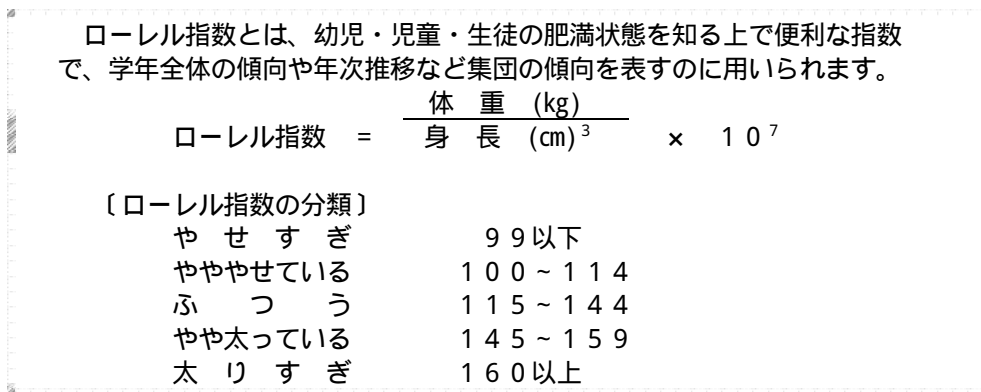 ローレル指数とは、幼児・児童・生徒の肥満状態を知る上で便利な指数
で、学年全体の傾向や年次推移など集団の傾向を表すのに用いられます。
体 重 (kg)
ローレル指数 = 身 長 (cm)³ × 10⁷
〔ローレル指数の分類〕
や せ す ぎ 99以下
やややせている 100~114
ふ つ う 115~144
やや太っている 145~159
太 り す ぎ 160以上